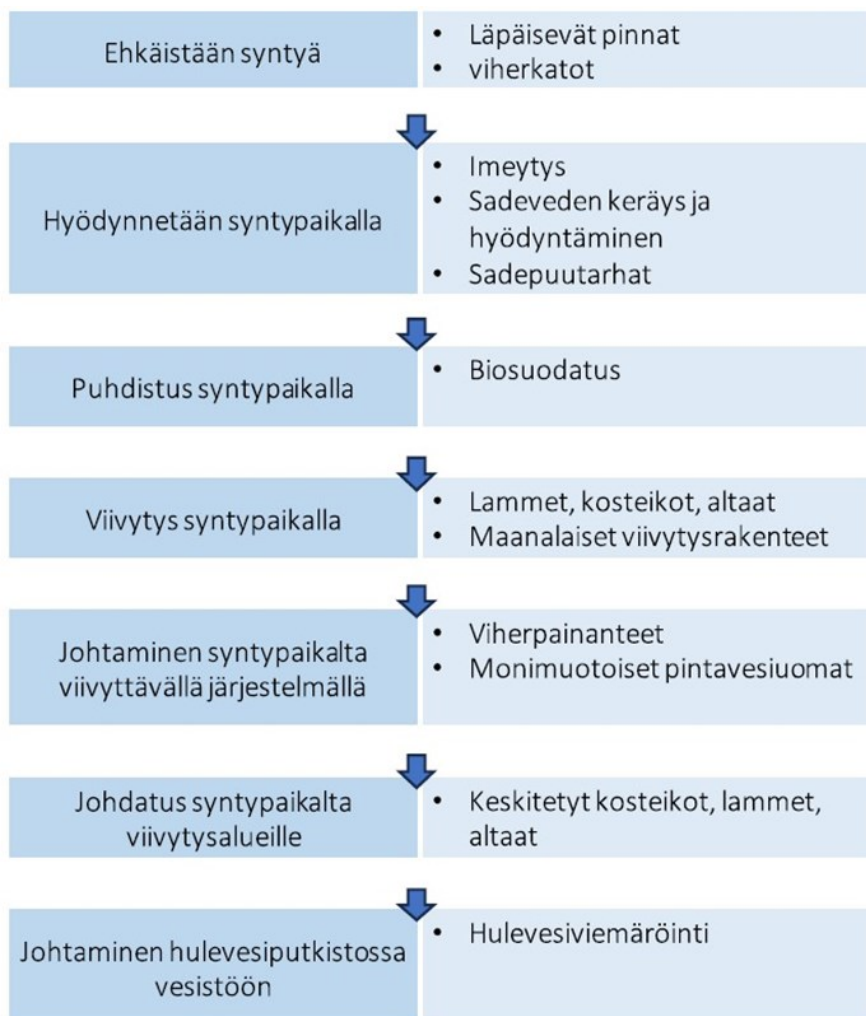 Ehkäistään syntyä
• Läpäisevät pinnat
• viherkatot
Hyödynnetään syntypaikalla
• Imeytys
• Sadeveden keräys ja
hyödyntäminen
• Sadepuutarhat
Puhdistus syntypaikalla
• Biosuodatus
Viivytys syntypaikalla
• Lammet, kosteikot, altaat
• Maanalaiset viivytysrakenteet
Johtaminen syntypaikalta
viivyttävällä järjestelmällä
• Viherpainanteet
• Monimuotoiset pintavesiuomat
Johdatus syntypaikalta
viivytysalueille
• Keskitetyt kosteikot, lammet,
altaat
Johtaminen hulevesiputkistossa
vesistöön
• Hulevesiviemäröinti